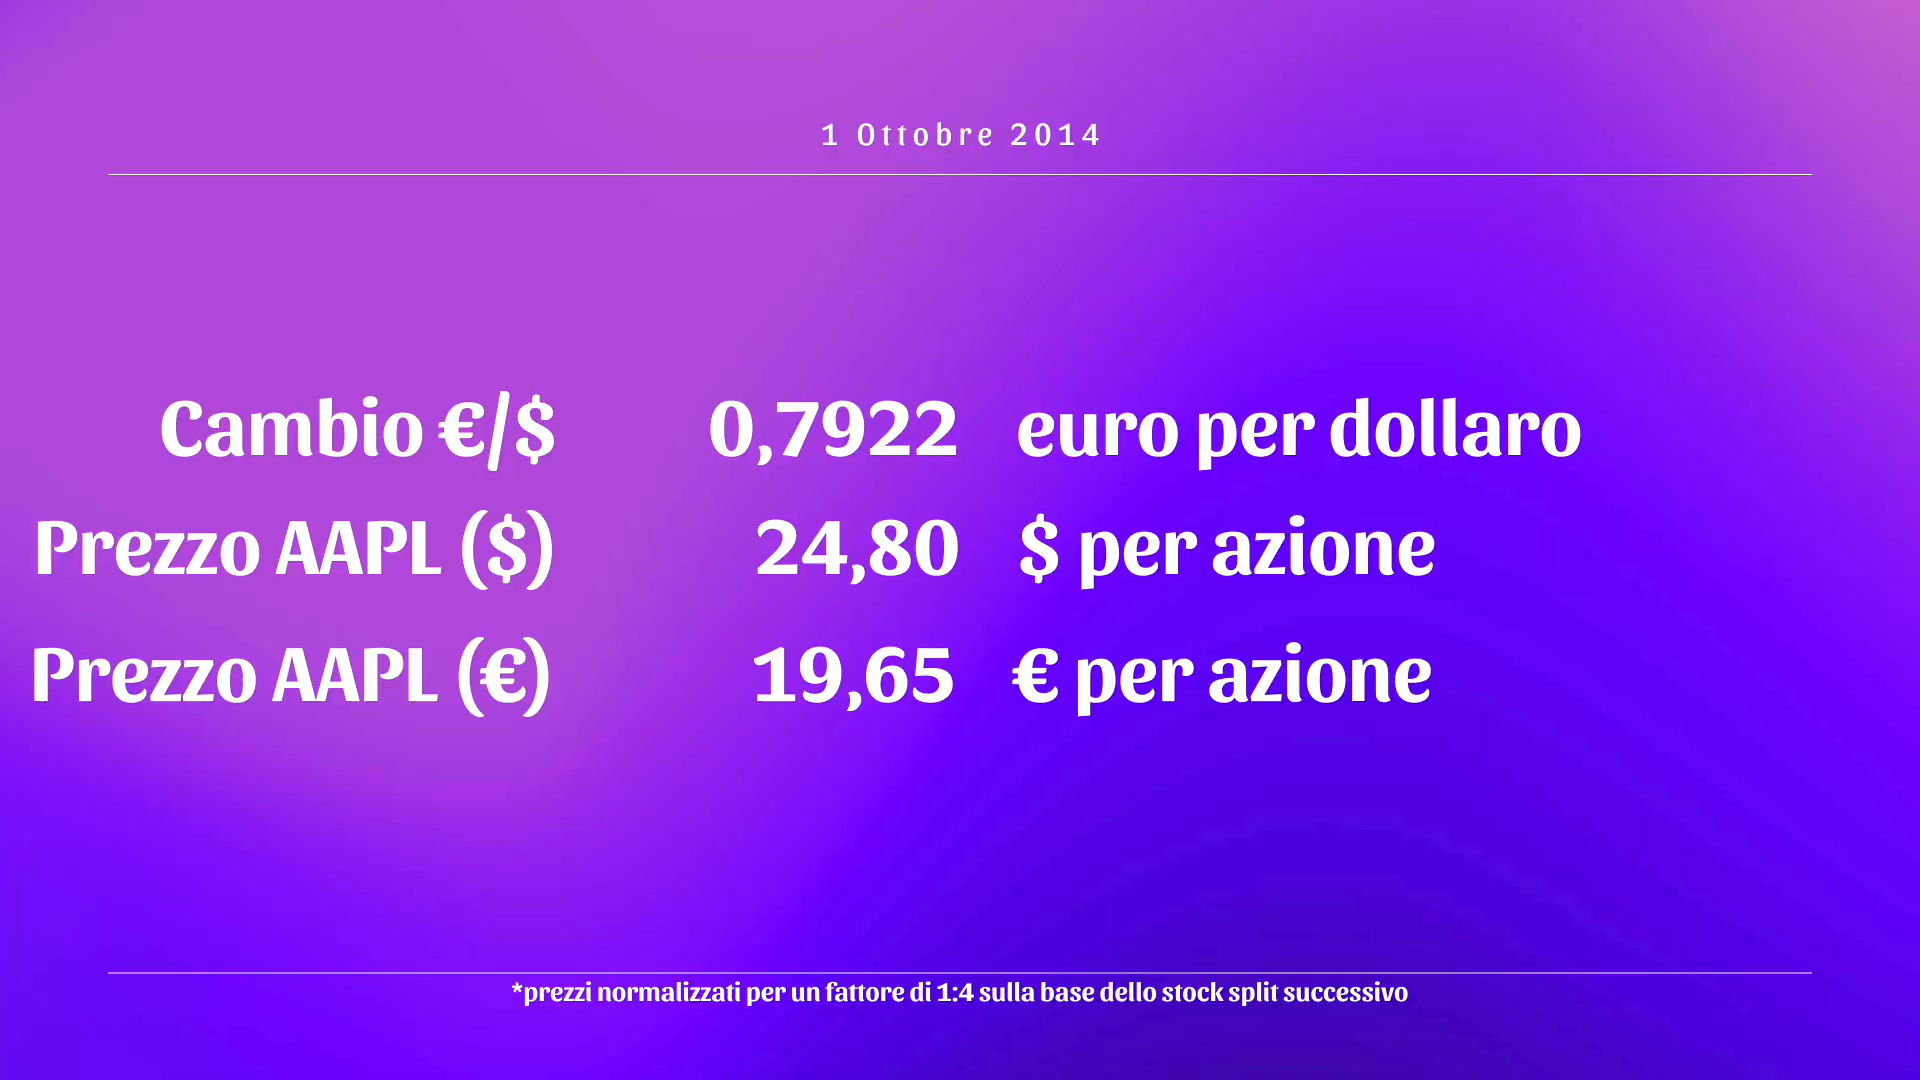 1 Ottobre 2014
Cambio €/$ 0,7922 euro per dollaro
Prezzo AAPL ($) 24,80 $ per azione
Prezzo AAPL (€) 19,65 € per azione
*prezzi normalizzati per un fattore di 1:4 sulla base dello stock split successivo